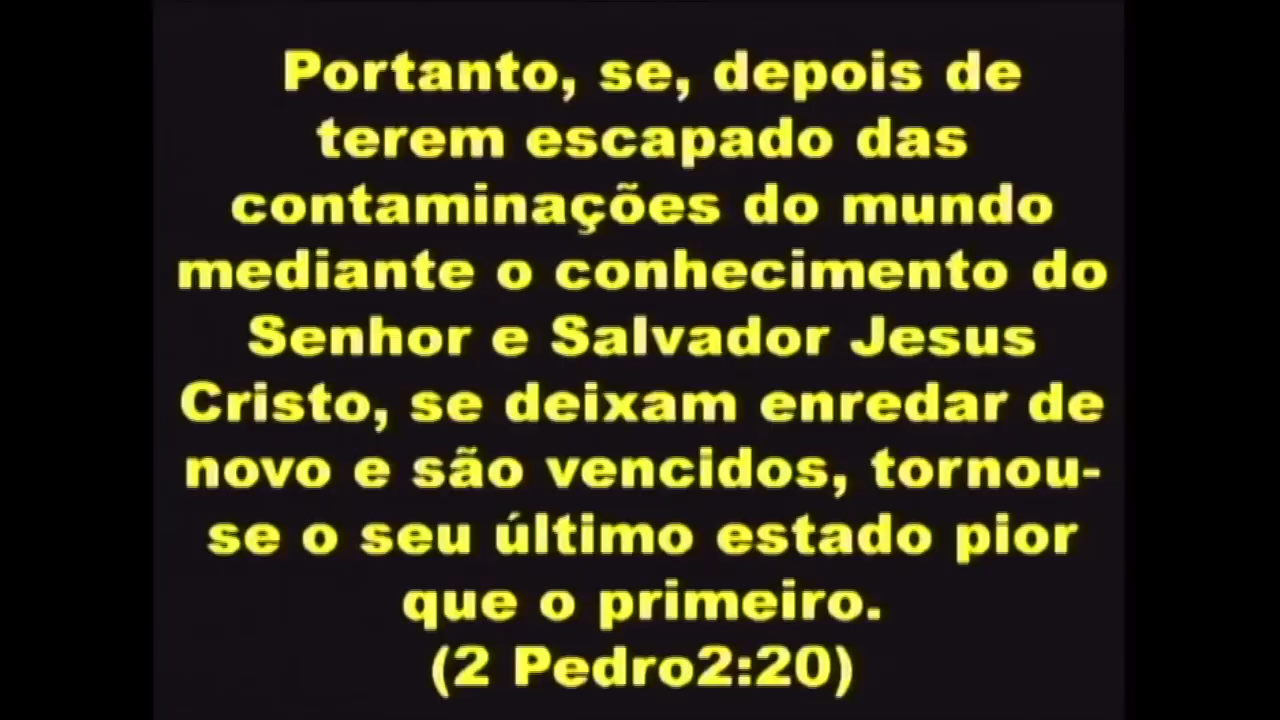 Portanto, se, depois de
terem escapado das
contaminações do mundo
mediante o conhecimento do
Senhor e Salvador Jesus
Cristo, se deixam enredar de
novo e são vencidos, tornou-
se o seu último estado pior
que o primeiro.
(2 Pedro2:20)